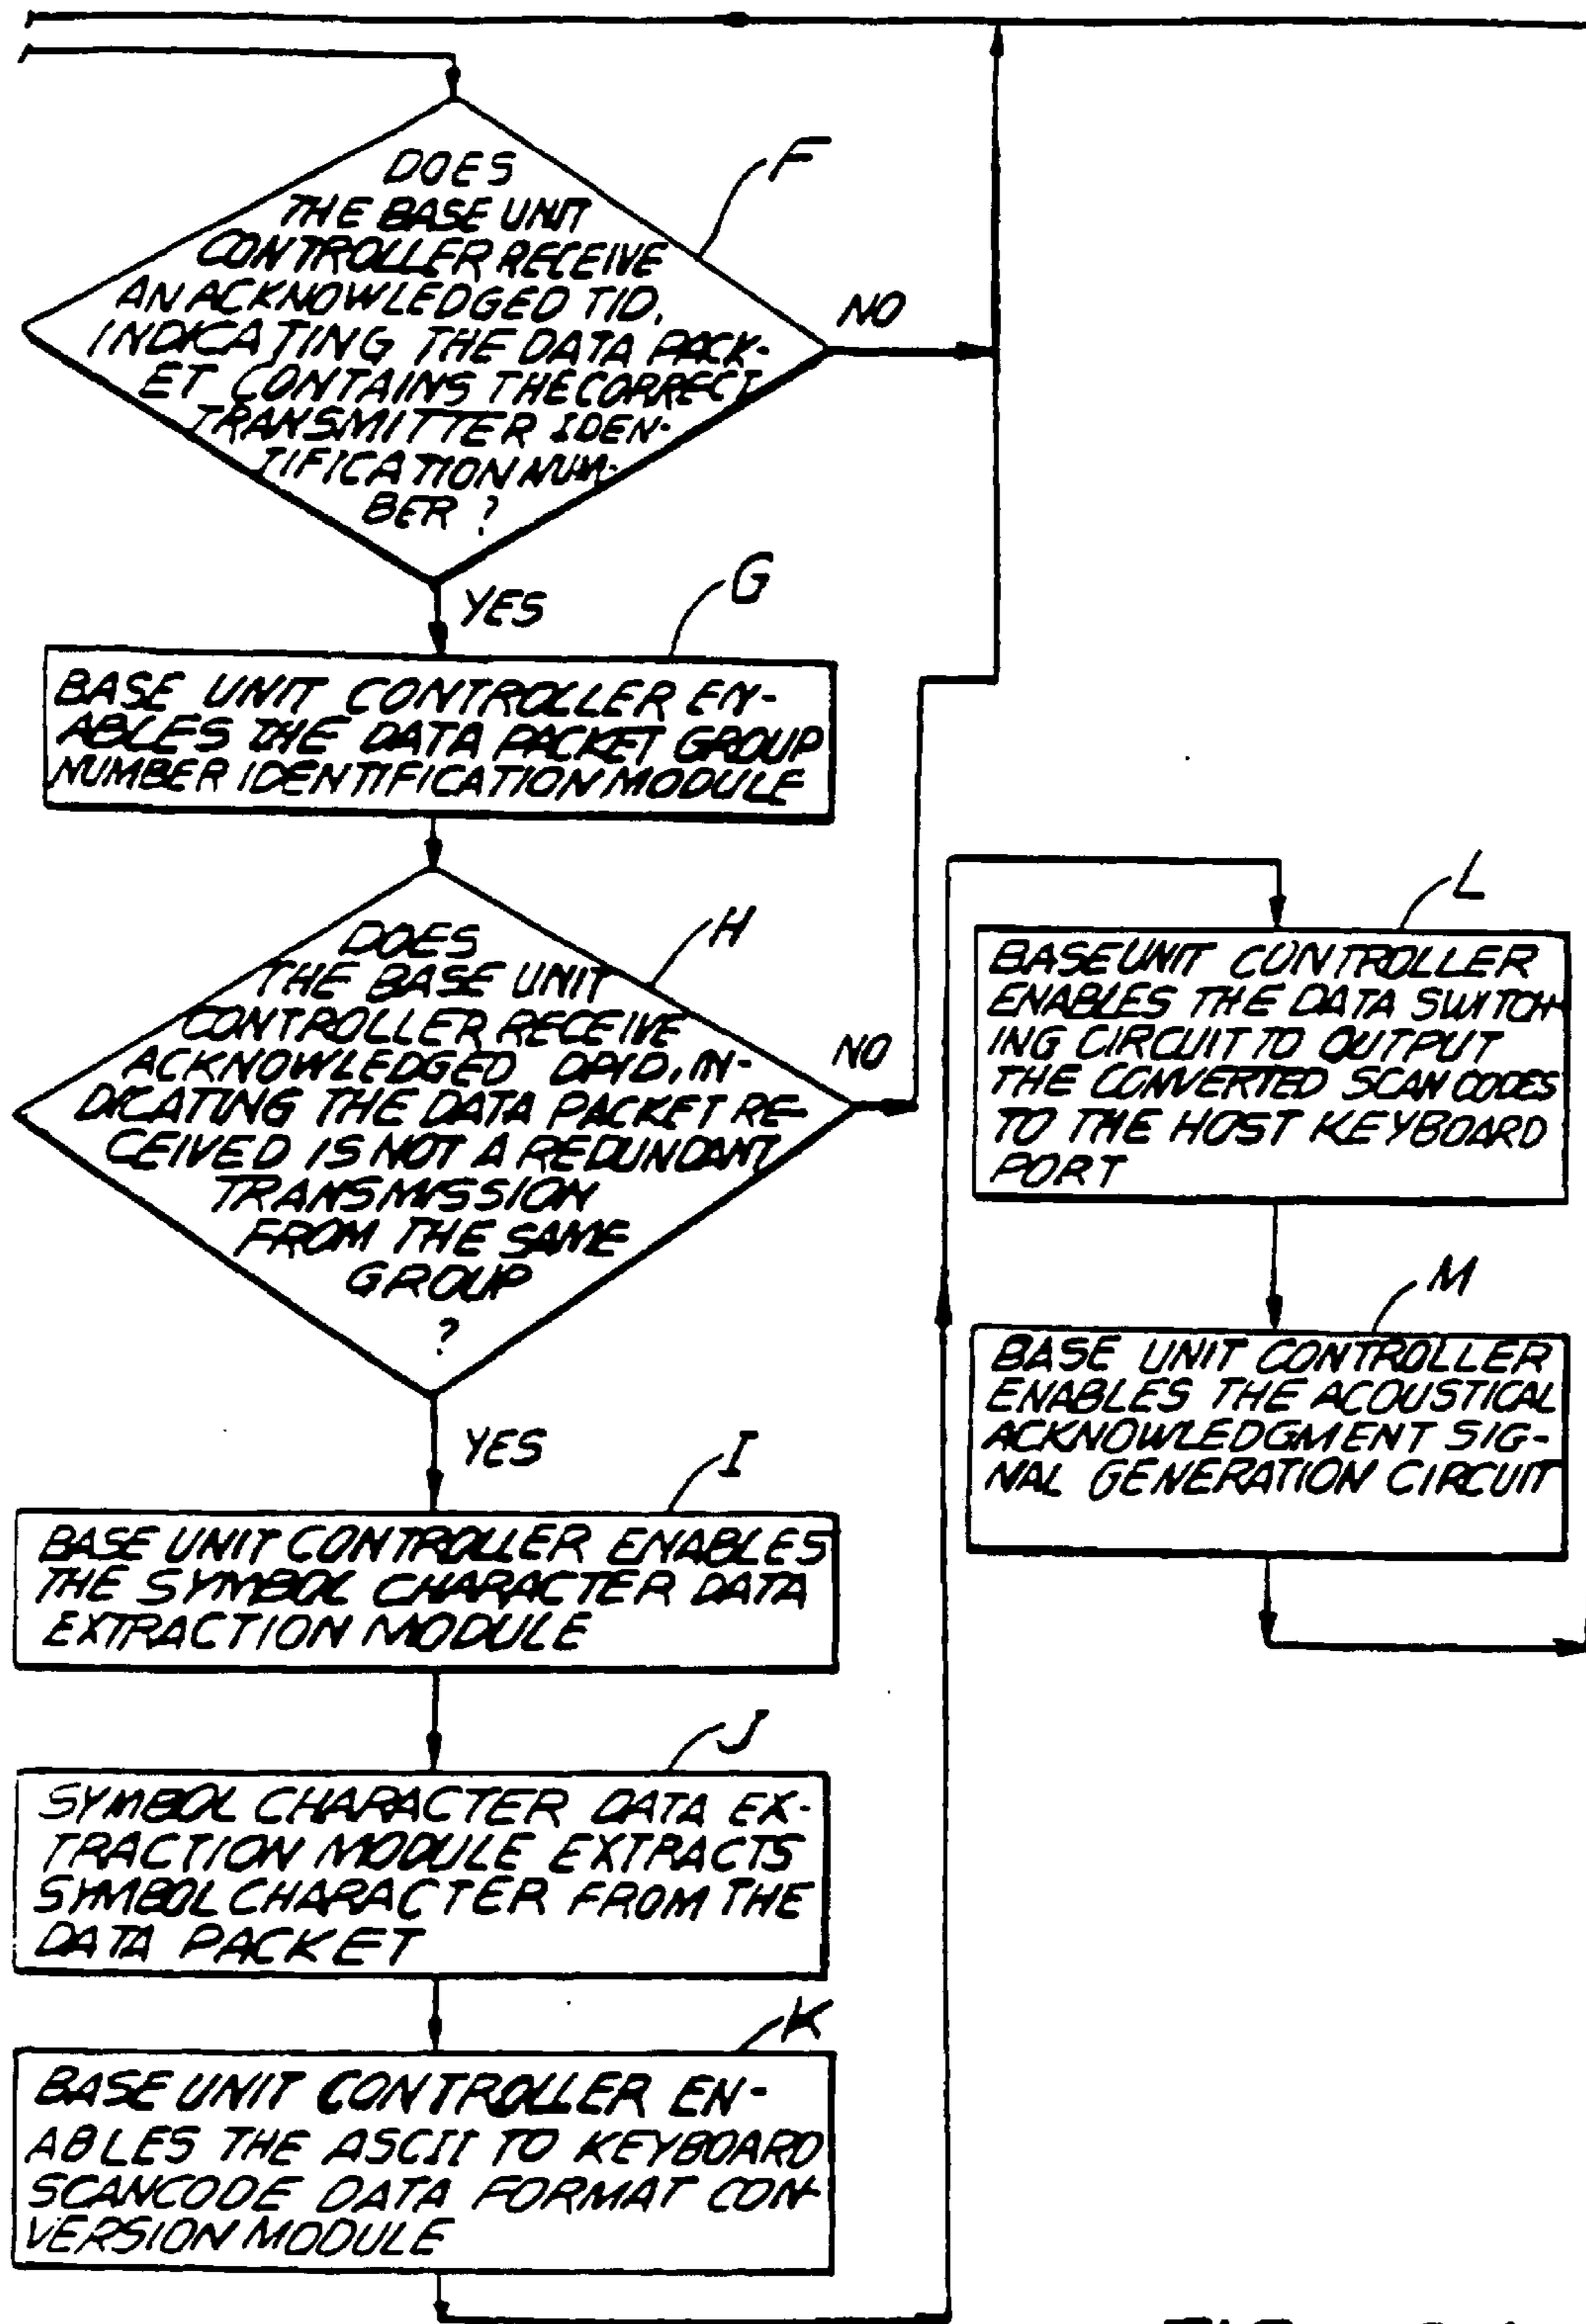 DOES
THE BASE UNIT
CONTROLLER RECEIVE
AN ACKNOWLEDGED TID,
INDICATING THE DATA PACK-
ET CONTAINS THE CORRECT
TRANSMITTER IDEN-
TIFICATION NUM-
BER ?
F
NO
YES
G
BASE UNIT CONTROLLER EN-
ABLES THE DATA PACKET GROUP
NUMBER IDENTIFICATION MODULE
H
DOES
THE BASE UNIT
CONTROLLER RECEIVE
ACKNOWLEDGED DPID, IN-
DICATING THE DATA PACKET RE-
CEIVED IS NOT A REDUNDANT
TRANSMISSION
FROM THE SAME
GROUP
?
NO
YES
I
BASE UNIT CONTROLLER ENABLES
THE SYMBOL CHARACTER DATA
EXTRACTION MODULE
J
SYMBOL CHARACTER DATA EX-
TRACTION MODULE EXTRACTS
SYMBOL CHARACTER FROM THE
DATA PACKET
K
BASE UNIT CONTROLLER EN-
ABLES THE ASCII TO KEYBOARD
SCANCODE DATA FORMAT CON-
VERSION MODULE
L
BASE UNIT CONTROLLER
ENABLES THE DATA SWITCH-
ING CIRCUIT TO OUTPUT
THE CONVERTED SCAN CODES
TO THE HOST KEYBOARD
PORT
M
BASE UNIT CONTROLLER
ENABLES THE ACOUSTICAL
ACKNOWLEDGMENT SIG-
NAL GENERATION CIRCUIT